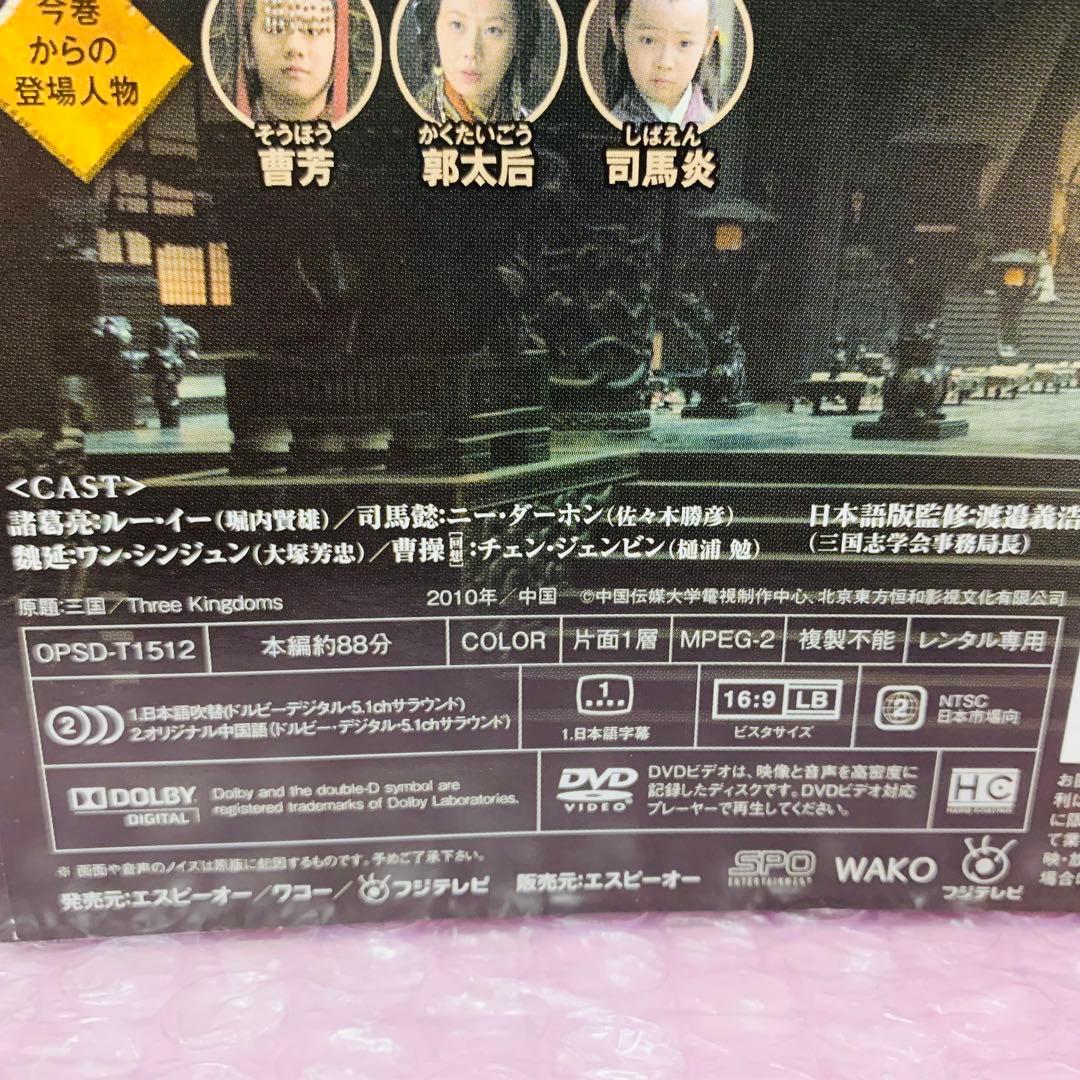 今巻
からの
登場人物
そうほう
曹芳
かくたいごう
郭太后
しばえん
司馬炎
<CAST>
諸葛亮:ルー・イー(堀内賢雄)/司馬懿:ニー・ダーホン(佐々木勝彦)
魏延:ワン・シンジュン(大塚芳忠)/曹操[回想]:チェン・ジェンビン(樋浦 勉)
日本語版監修:渡邉義浩
(三国志学会事務局長)
原題:三国/Three Kingdoms
2010年/中国 ©中国伝媒大学電視制作中心、北京東方恒和影視文化有限公司
OPSD-T1512 本編約88分 COLOR 片面1層 MPEG-2 複製不能 レンタル専用
2 1.日本語吹替(ドルビーデジタル・5.1chサラウンド)
2.オリジナル中国語(ドルビー・デジタル・5.1chサラウンド)
1
1.日本語字幕
16:9 LB
ビスタサイズ
2 NTSC
日本市場向
DOLBY
DIGITAL
Dolby and the double-D symbol are
registered trademarks of Dolby Laboratories.
DVD
VIDEO
DVDビデオは、映像と音声を高密度に
記録したディスクです。DVDビデオ対応
プレーヤーで再生してください。
HC
HARD COATING
※ 画面や音声のノイズは原版に起因するものです。予めご了承下さい。
発売元:エスピーオー/ワコー/フジテレビ 販売元:エスピーオー
SPO
ENTERTAINMENT
WAKO
フジテレビ
お
利に
に
て業
映・放
場合